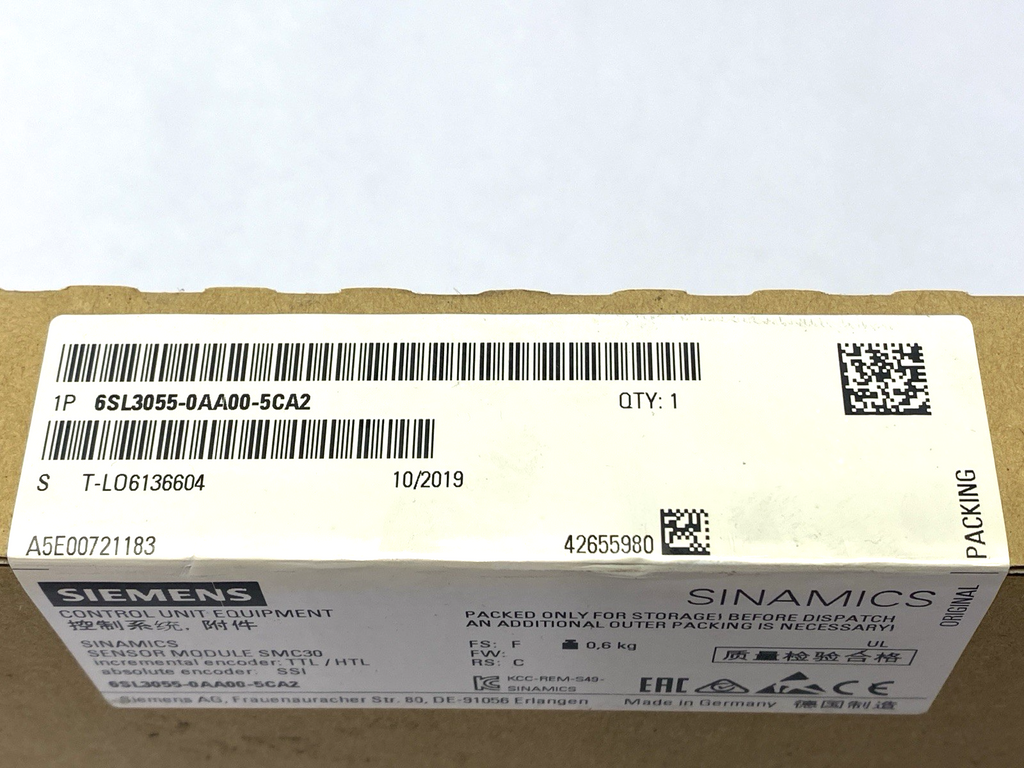 1P 6SL3055-0AA00-5CA2 QTY: 1
S T-LO6136604 10/2019
A5E00721183 42655980
PACKING
ORIGINAL
SIEMENS SINAMICS
CONTROL UNIT EQUIPMENT
控制系统, 附件
PACKED ONLY FOR STORAGE! BEFORE DISPATCH
AN ADDITIONAL OUTER PACKING IS NECESSARY!
SINAMICS
SENSOR MODULE SMC30
incremental encoder: TTL / HTL
absolute encoder: SSI
6SL3055-0AA00-5CA2
FS: F 0,6 kg
FW:
RS: C
UL
质量检验合格
KCC-REM-S49-
SINAMICS
EAC CE
Siemens AG, Frauenauracher Str. 80, DE-91056 Erlangen
Made in Germany 德国制造